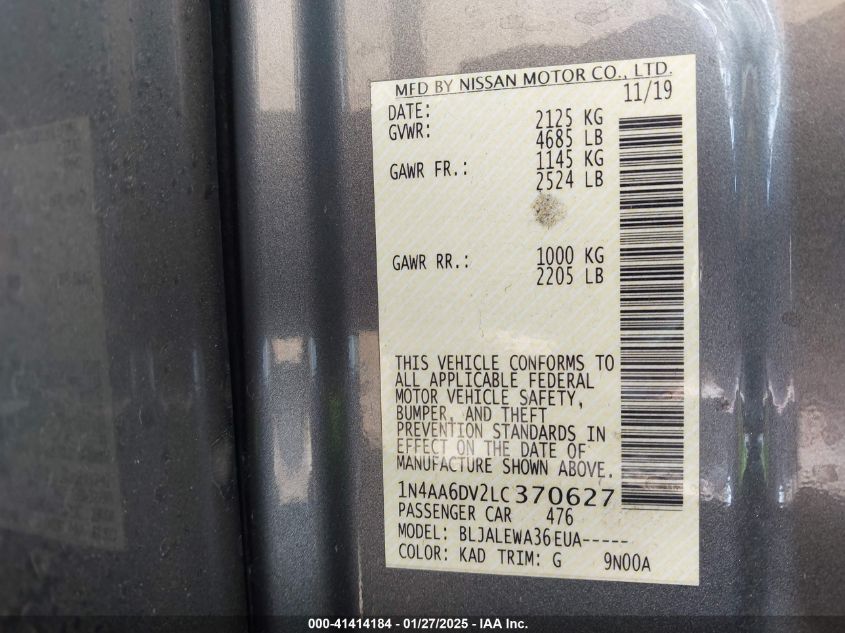 MFD BY NISSAN MOTOR CO., LTD.
DATE: 11/19
GVWR: 2125 KG
4685 LB
GAWR FR.: 1145 KG
2524 LB
GAWR RR.: 1000 KG
2205 LB
THIS VEHICLE CONFORMS TO
ALL APPLICABLE FEDERAL
MOTOR VEHICLE SAFETY,
BUMPER, AND THEFT
PREVENTION STANDARDS IN
EFFECT ON THE DATE OF
MANUFACTURE SHOWN ABOVE.
1N4AA6DV2LC370627
PASSENGER CAR 476
MODEL: BLJALEWA36EUA-----
COLOR: KAD TRIM: G 9N00A
000-41414184 - 01/27/2025 - IAA Inc.